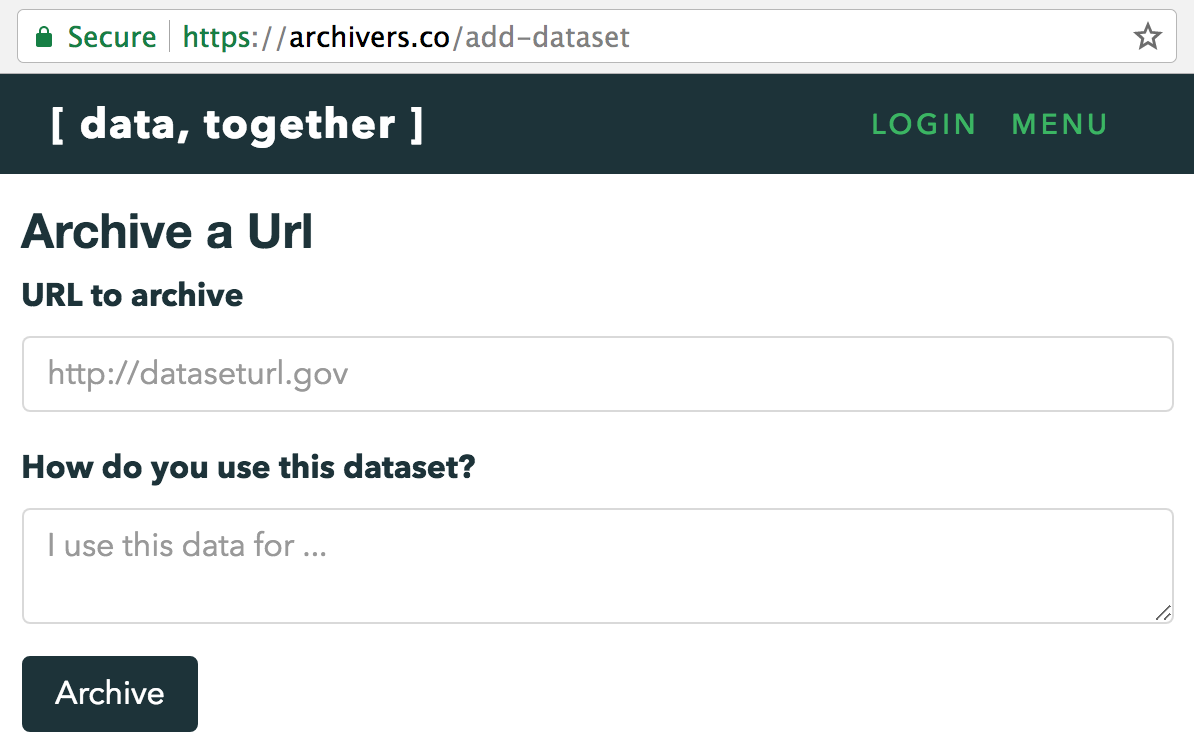 Secure https://archivers.co/add-dataset
[ data, together ] LOGIN MENU
Archive a Url
URL to archive
http://dataseturl.gov
How do you use this dataset?
I use this data for ...
Archive